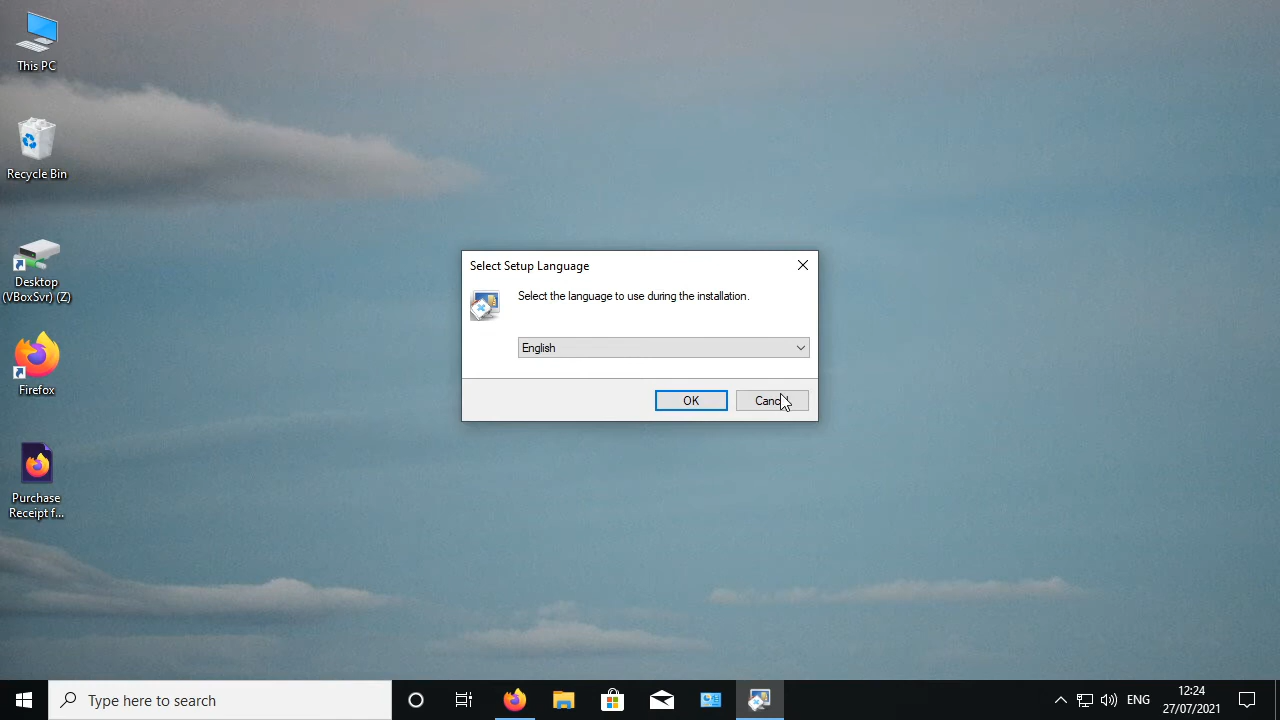 This PC
Recycle Bin
Desktop
(VBoxSvr) (Z)
Firefox
Purchase
Receipt f...
Select Setup Language
Select the language to use during the installation.
English
OK
Type here to search
ENG
12:24
27/07/2021